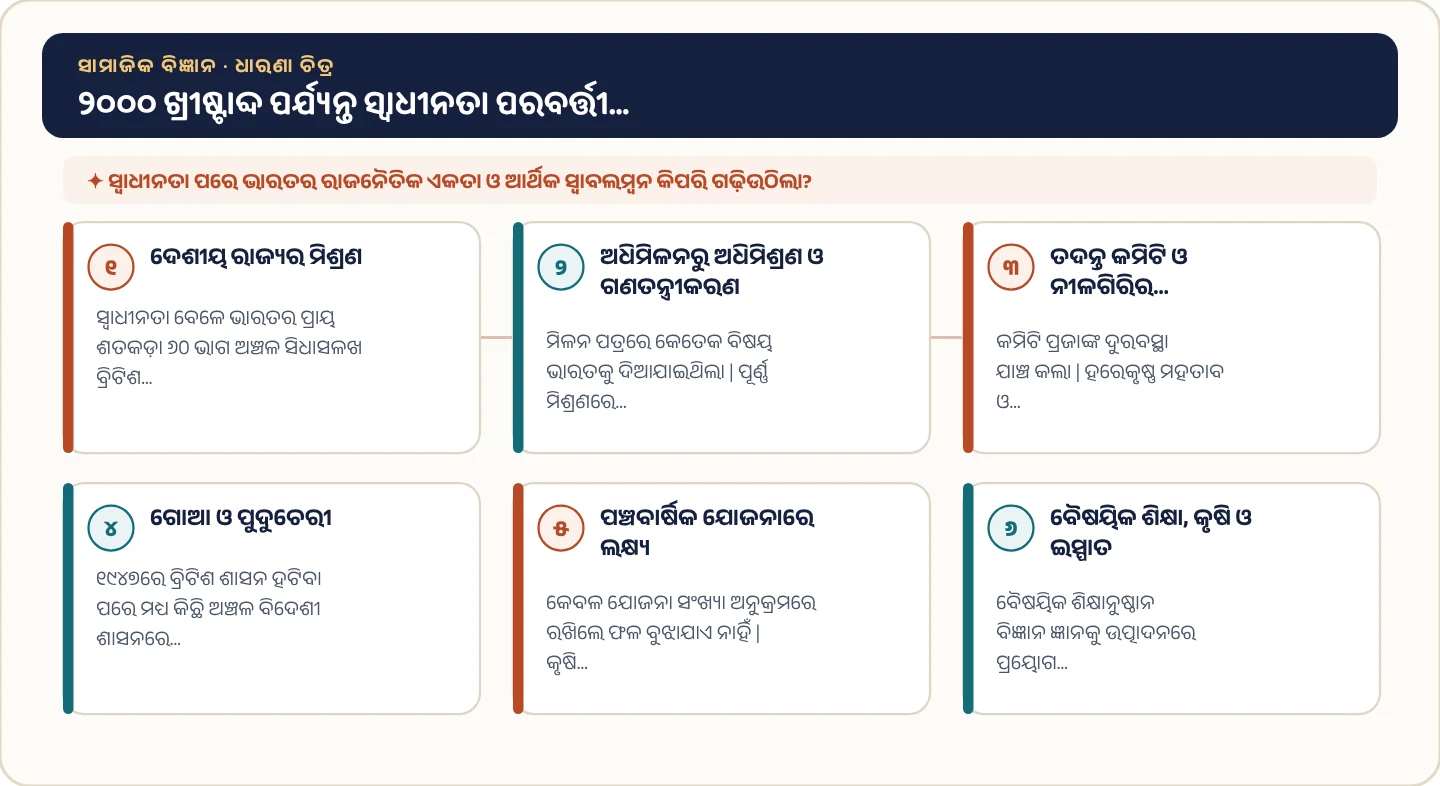 ସାମାଜିକ ବିଜ୍ଞାନ · ଧାରଣା ଚିତ୍ର
୨୦୦୦ ଖ୍ରୀଷ୍ଟାବ୍ଦ ପର୍ଯ୍ୟନ୍ତ ସ୍ୱାଧୀନତା ପରବର୍ତ୍ତୀ...
✦ ସ୍ୱାଧୀନତା ପରେ ଭାରତର ରାଜନୈତିକ ଏକତା ଓ ଆର୍ଥିକ ସ୍ୱାବଲମ୍ବନ କିପରି ଗଢ଼ିଉଠିଲା?
୧
ଦେଶୀୟ ରାଜ୍ୟର ମିଶ୍ରଣ
ସ୍ୱାଧୀନତା ବେଳେ ଭାରତର ପ୍ରାୟ
ଶତକଡ଼ା ୬୦ ଭାଗ ଅଞ୍ଚଳ ସିଧାସଳଖ
ବ୍ରିଟିଶ...
୨
ଅଧିମିଳନରୁ ଅଧିମିଶ୍ରଣ ଓ
ଗଣତନ୍ତ୍ରୀକରଣ
ମିଳନ ପତ୍ରରେ କେତେକ ବିଷୟ
ଭାରତକୁ ଦିଆଯାଇଥିଲା | ପୂର୍ଣ୍ଣ
ମିଶ୍ରଣରେ...
୩
ତଦନ୍ତ କମିଟି ଓ
ନୀଳଗିରିର...
କମିଟି ପ୍ରଜାଙ୍କ ଦୁରବସ୍ଥା
ଯାଞ୍ଚ କଲା | ହରେକୃଷ୍ଣ ମହତାବ
ଓ...
୪
ଗୋଆ ଓ ପୁଦୁଚେରୀ
୧୯୪୭ରେ ବ୍ରିଟିଶ ଶାସନ ହଟିବା
ପରେ ମଧ୍ୟ କିଛି ଅଞ୍ଚଳ ବିଦେଶୀ
ଶାସନରେ...
୫
ପଞ୍ଚବାର୍ଷିକ ଯୋଜନାରେ
ଲକ୍ଷ୍ୟ
କେବଳ ଯୋଜନା ସଂଖ୍ୟା ଅନୁକ୍ରମରେ
ରଖିଲେ ଫଳ ବୁଝାଯାଏ ନାହିଁ |
କୃଷି...
୬
ବୈଷୟିକ ଶିକ୍ଷା, କୃଷି ଓ
ଇସ୍ପାତ
ବୈଷୟିକ ଶିକ୍ଷାନୁଷ୍ଠାନ
ବିଜ୍ଞାନ ଜ୍ଞାନକୁ ଉତ୍ପାଦନରେ
ପ୍ରୟୋଗ...